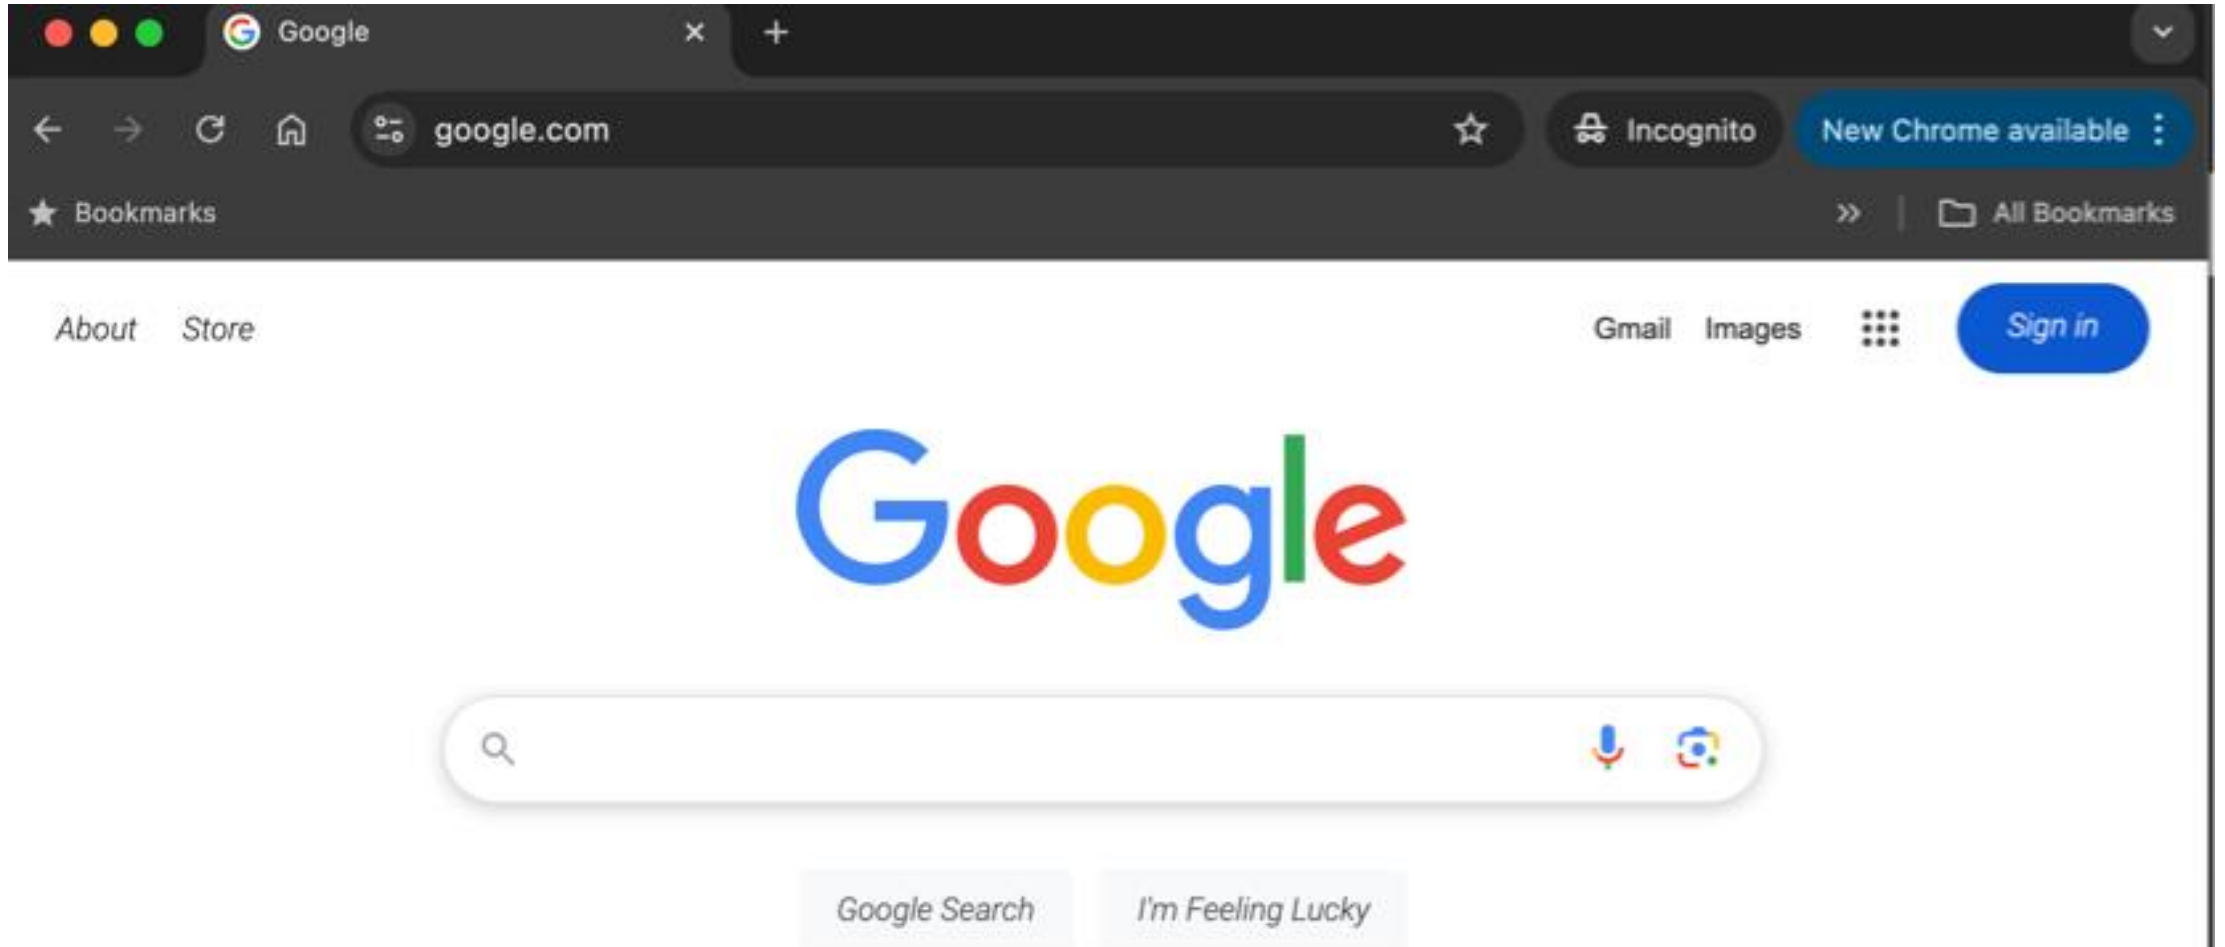 Google
google.com Incognito New Chrome available
Bookmarks All Bookmarks
About Store Gmail Images Sign in
Google
Google Search I'm Feeling Lucky